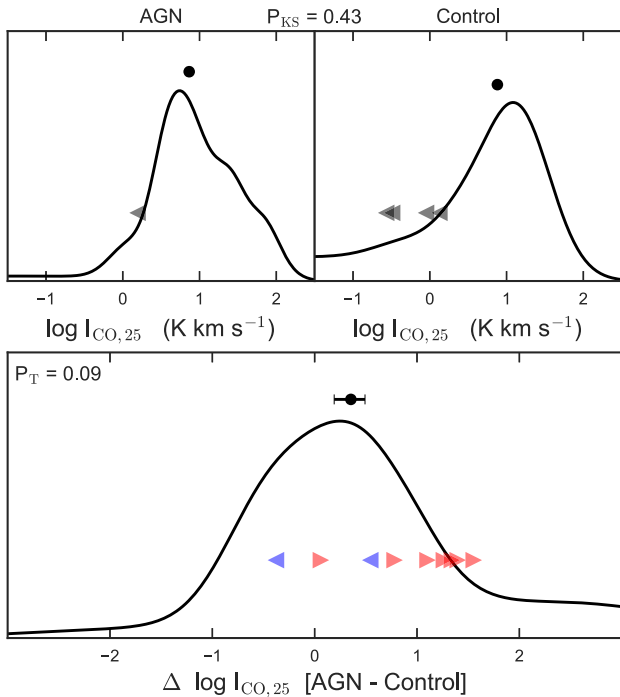 AGN P_KS = 0.43 Control
−1 0 1 2 −1 0 1 2
log I_CO,25 (K km s⁻¹) log I_CO,25 (K km s⁻¹)
P_T = 0.09
−2 −1 0 1 2
Δ log I_CO,25 [AGN - Control]